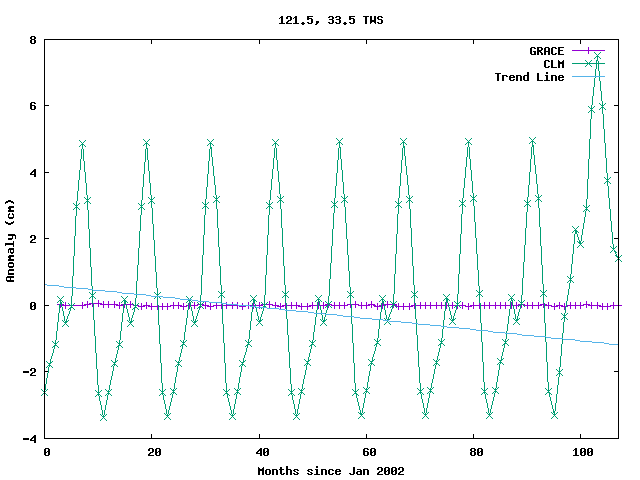 121.5, 33.5 TWS
GRACE
CLM
Trend Line
Anomaly (cm)
8
6
4
2
0
-2
-4
0 20 40 60 80 100
Months since Jan 2002